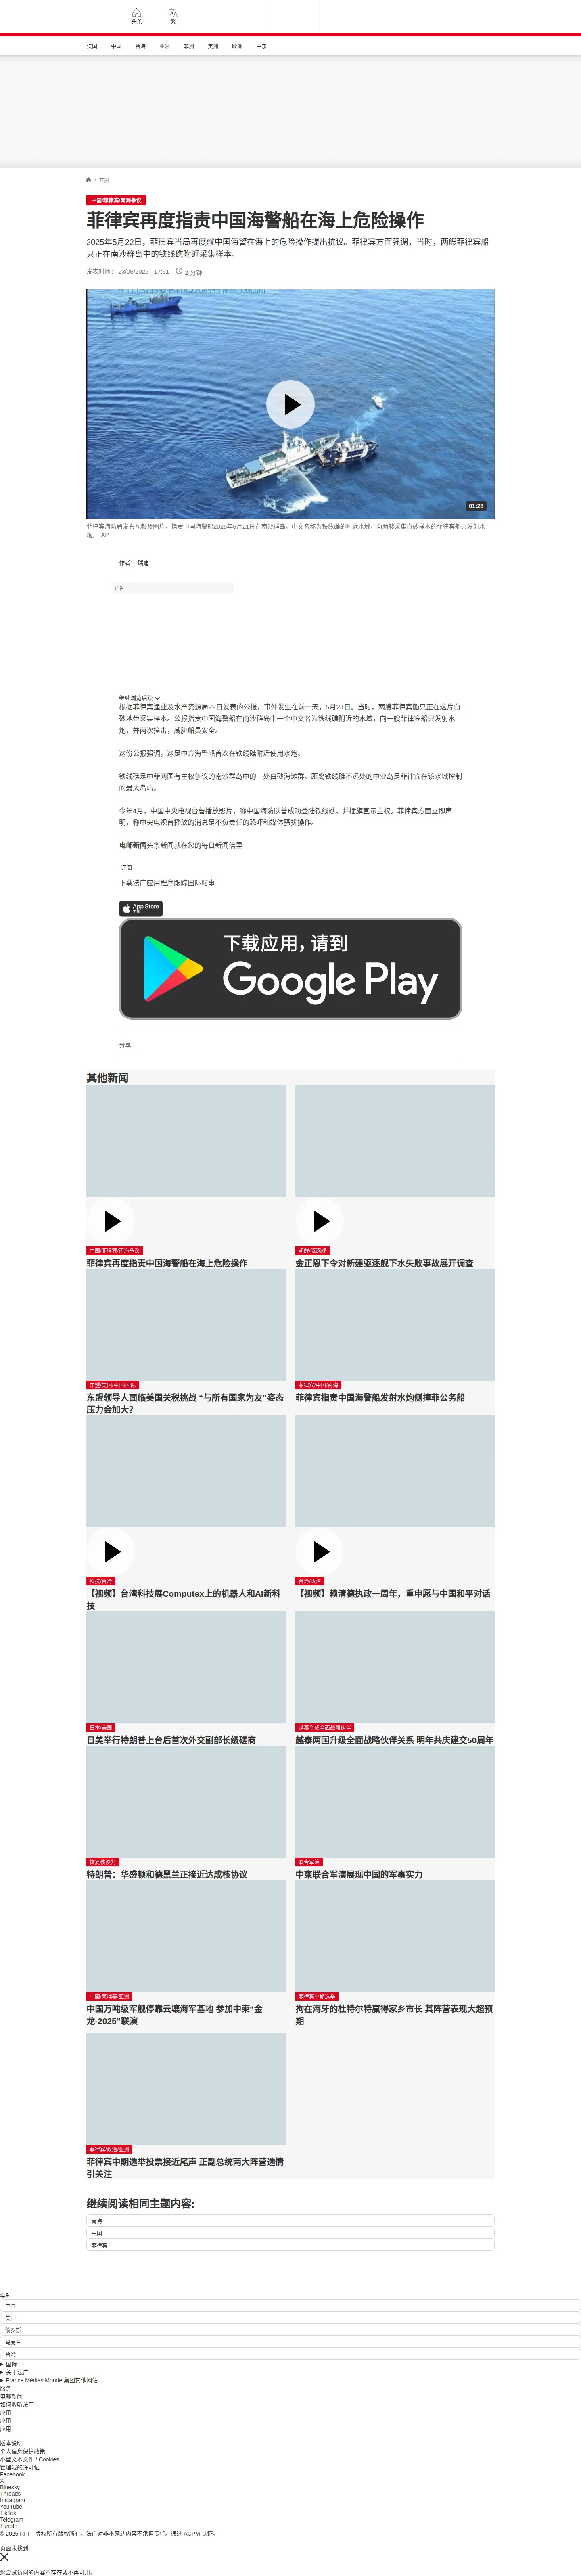 头条
繁
法国 中国 台海 亚洲 非洲 美洲 欧洲 中东
/ 亚洲
中国/菲律宾/南海争议
菲律宾再度指责中国海警船在海上危险操作
2025年5月22日，菲律宾当局再度就中国海警在海上的危险操作提出抗议。菲律宾方面强调，当时，两艘菲律宾船
只正在南沙群岛中的铁线礁附近采集样本。
发表时间： 23/05/2025 - 17:51 2 分钟
01:28
菲律宾海防署发布视频及图片，指责中国海警船2025年5月21日在南沙群岛，中文名称为铁线礁的附近水域，向两艘采集白砂样本的菲律宾船只发射水
炮。 AP
作者： 瑞迪
广告
继续浏览后续
根据菲律宾渔业及水产资源局22日发表的公报，事件发生在前一天，5月21日。当时，两艘菲律宾船只正在这片白
砂地带采集样本。公报指责中国海警船在南沙群岛中一个中文名为铁线礁附近的水域，向一艘菲律宾船只发射水
炮，并两次撞击，威胁船员安全。
这份公报强调，这是中方海警船首次在铁线礁附近使用水炮。
铁线礁是中菲两国有主权争议的南沙群岛中的一处白砂海滩群。距离铁线礁不远处的中业岛是菲律宾在该水域控制
的最大岛屿。
今年4月，中国中央电视台曾播放影片，称中国海防队曾成功登陆铁线礁，并插旗宣示主权。菲律宾方面立即声
明，称中央电视台播放的消息是不负责任的恐吓和媒体骚扰操作。
电邮新闻头条新闻就在您的每日新闻信里
订阅
下载法广应用程序跟踪国际时事
App Store
下载
下载应用，请到
Google Play
分享 :
其他新闻
中国/菲律宾/南海争议
菲律宾再度指责中国海警船在海上危险操作
朝鲜/驱逐舰
金正恩下令对新建驱逐舰下水失败事故展开调查
东盟/美国/中国/国际
东盟领导人面临美国关税挑战 “与所有国家为友”姿态
压力会加大?
菲律宾/中国/南海
菲律宾指责中国海警船发射水炮侧撞菲公务船
科技/台湾
【视频】台湾科技展Computex上的机器人和AI新科
技
台湾/政治
【视频】赖清德执政一周年，重申愿与中国和平对话
日本/美国
日美举行特朗普上台后首次外交副部长级磋商
越泰今成全面战略伙伴
越泰两国升级全面战略伙伴关系 明年共庆建交50周年
恢复核谈判
特朗普：华盛顿和德黑兰正接近达成核协议
联合军演
中柬联合军演展现中国的军事实力
中国/柬埔寨/亚洲
中国万吨级军舰停靠云壤海军基地 参加中柬“金
龙-2025”联演
菲律宾中期选举
拘在海牙的杜特尔特赢得家乡市长 其阵营表现大超预
期
菲律宾/政治/亚洲
菲律宾中期选举投票接近尾声 正副总统两大阵营选情
引关注
继续阅读相同主题内容:
南海
中国
菲律宾
实时
中国
美国
俄罗斯
乌克兰
台湾
国际
关于法广
France Médias Monde 集团其他网站
服务
电邮新闻
如何收听法广
应用
应用
应用
版本说明
个人信息保护政策
小型文本文件 / Cookies
管理我的许可证
Facebook
X
Bluesky
Threads
Instagram
YouTube
TikTok
Telegram
TuneIn
© 2025 RFI – 版权所有版权所有。法广对非本网站内容不承担责任。通过 ACPM 认证。
页面未找到
您尝试访问的内容不存在或不再可用。